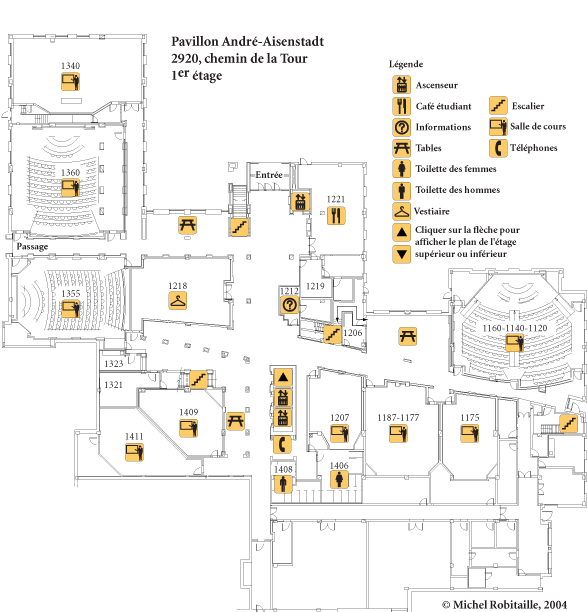 Pavillon André-Aisenstadt
2920, chemin de la Tour
1er étage
Légende
Ascenseur
Café étudiant
Escalier
Informations
Salle de cours
Tables
Téléphones
Toilette des femmes
Toilette des hommes
Vestiaire
Cliquer sur la flèche pour
afficher le plan de l'étage
supérieur ou inférieur
1340
1360
Entrée
1221
Passage
1355
1218
1212
1219
1206
1160-1140-1120
1323
1321
1409
1411
1207
1187-1177
1175
1408
1406
© Michel Robitaille, 2004